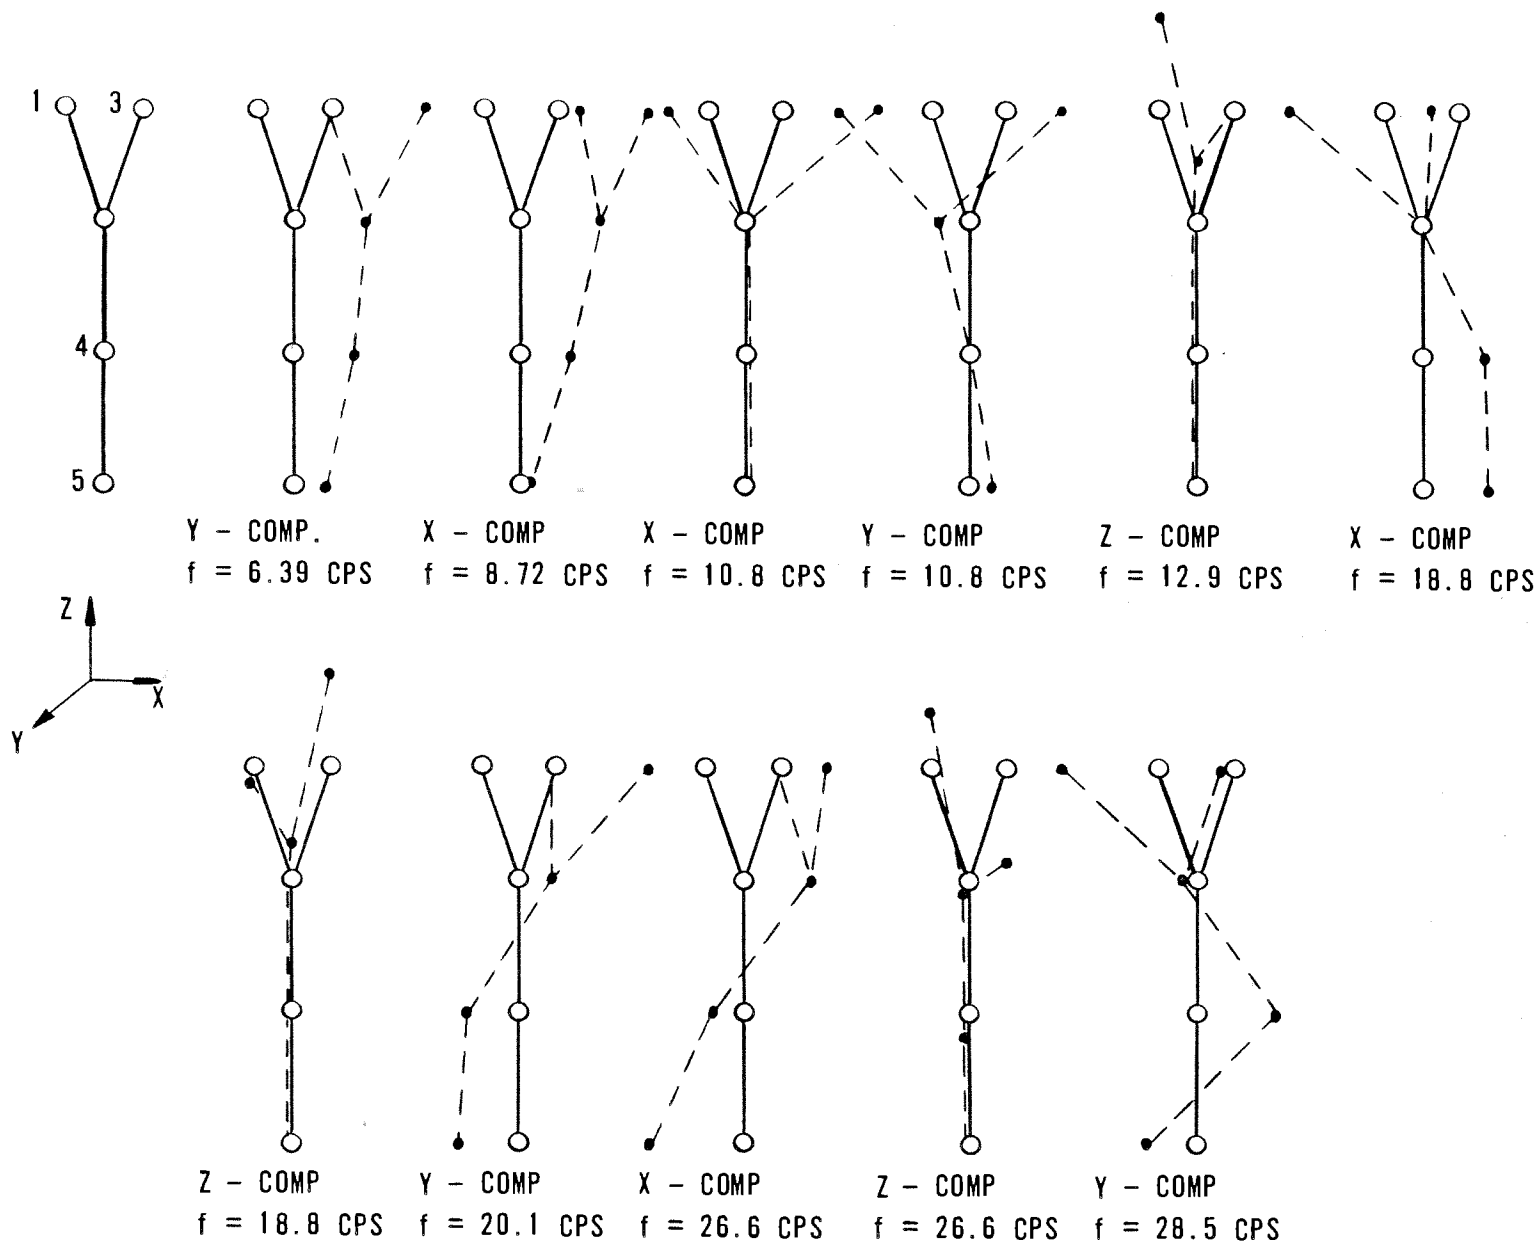 1 3
4
5
Y - COMP.
f = 6.39 CPS
X - COMP
f = 8.72 CPS
X - COMP
f = 10.8 CPS
Y - COMP
f = 10.8 CPS
Z - COMP
f = 12.9 CPS
X - COMP
f = 18.8 CPS
Z
X
Y
Z - COMP
f = 18.8 CPS
Y - COMP
f = 20.1 CPS
X - COMP
f = 26.6 CPS
Z - COMP
f = 26.6 CPS
Y - COMP
f = 28.5 CPS